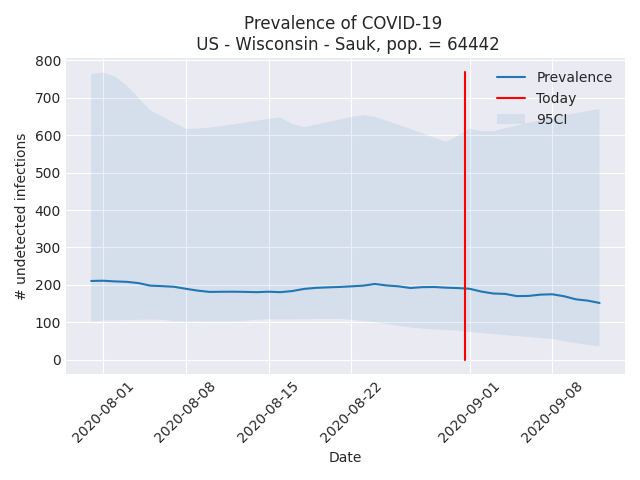 Prevalence of COVID-19
US - Wisconsin - Sauk, pop. = 64442
800
700
600
500
400
300
200
100
0
# undetected infections
Prevalence
Today
95CI
2020-08-01
2020-08-08
2020-08-15
2020-08-22
2020-09-01
2020-09-08
Date